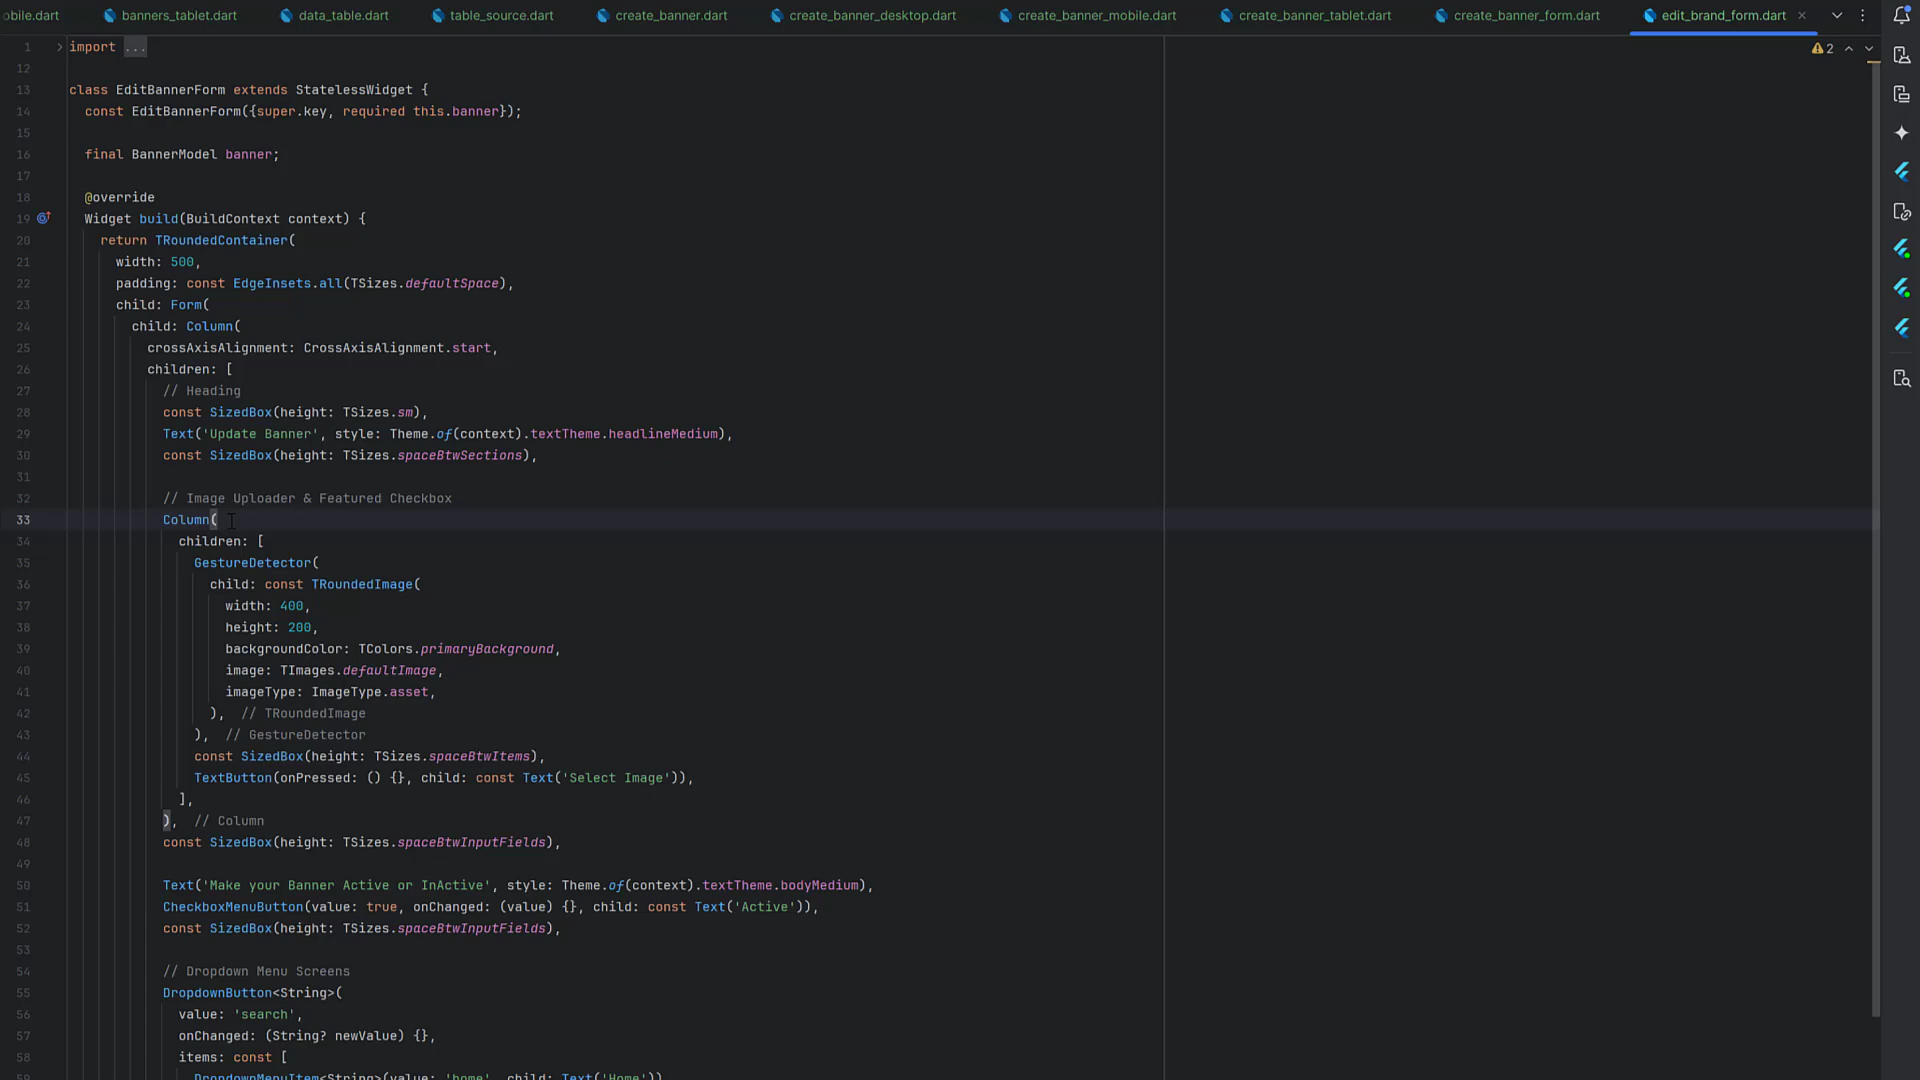 obile.dart banners_tablet.dart data_table.dart table_source.dart create_banner.dart create_banner_desktop.dart create_banner_mobile.dart create_banner_tablet.dart create_banner_form.dart edit_brand_form.dart
1 import ... 2
12
13 class EditBannerForm extends StatelessWidget {
14 const EditBannerForm({super.key, required this.banner});
15
16 final BannerModel banner;
17
18 @override
19 Widget build(BuildContext context) {
20 return TRoundedContainer(
21 width: 500,
22 padding: const EdgeInsets.all(TSizes.defaultSpace),
23 child: Form(
24 child: Column(
25 crossAxisAlignment: CrossAxisAlignment.start,
26 children: [
27 // Heading
28 const SizedBox(height: TSizes.sm),
29 Text('Update Banner', style: Theme.of(context).textTheme.headlineMedium),
30 const SizedBox(height: TSizes.spaceBtwSections),
31
32 // Image Uploader & Featured Checkbox
33 Column(
34 children: [
35 GestureDetector(
36 child: const TRoundedImage(
37 width: 400,
38 height: 200,
39 backgroundColor: TColors.primaryBackground,
40 image: TImages.defaultImage,
41 imageType: ImageType.asset,
42 ), // TRoundedImage
43 ), // GestureDetector
44 const SizedBox(height: TSizes.spaceBtwItems),
45 TextButton(onPressed: () {}, child: const Text('Select Image')),
46 ],
47 ), // Column
48 const SizedBox(height: TSizes.spaceBtwInputFields),
49
50 Text('Make your Banner Active or InActive', style: Theme.of(context).textTheme.bodyMedium),
51 CheckboxMenuButton(value: true, onChanged: (value) {}, child: const Text('Active')),
52 const SizedBox(height: TSizes.spaceBtwInputFields),
53
54 // Dropdown Menu Screens
55 DropdownButton<String>(
56 value: 'search',
57 onChanged: (String? newValue) {},
58 items: const [
59 DropdownMenuItem<String>(value: 'home', child: Text('Home'))